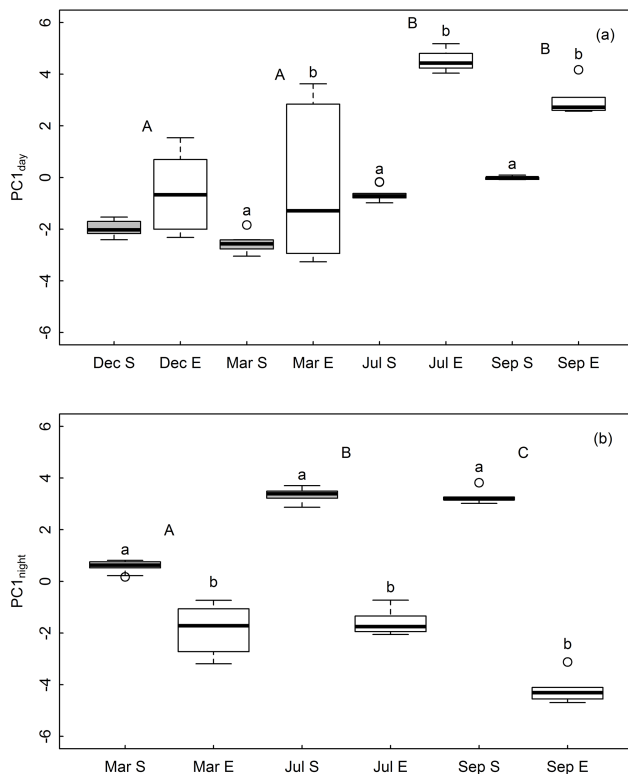 (a)
B
b
B
b
A
b
A
a
a
a
6
4
2
0
-2
-4
-6
PC1day
Dec S Dec E Mar S Mar E Jul S Jul E Sep S Sep E
(b)
B
C
a
a
A
a
b
b
b
6
4
2
0
-2
-4
-6
PC1night
Mar S Mar E Jul S Jul E Sep S Sep E